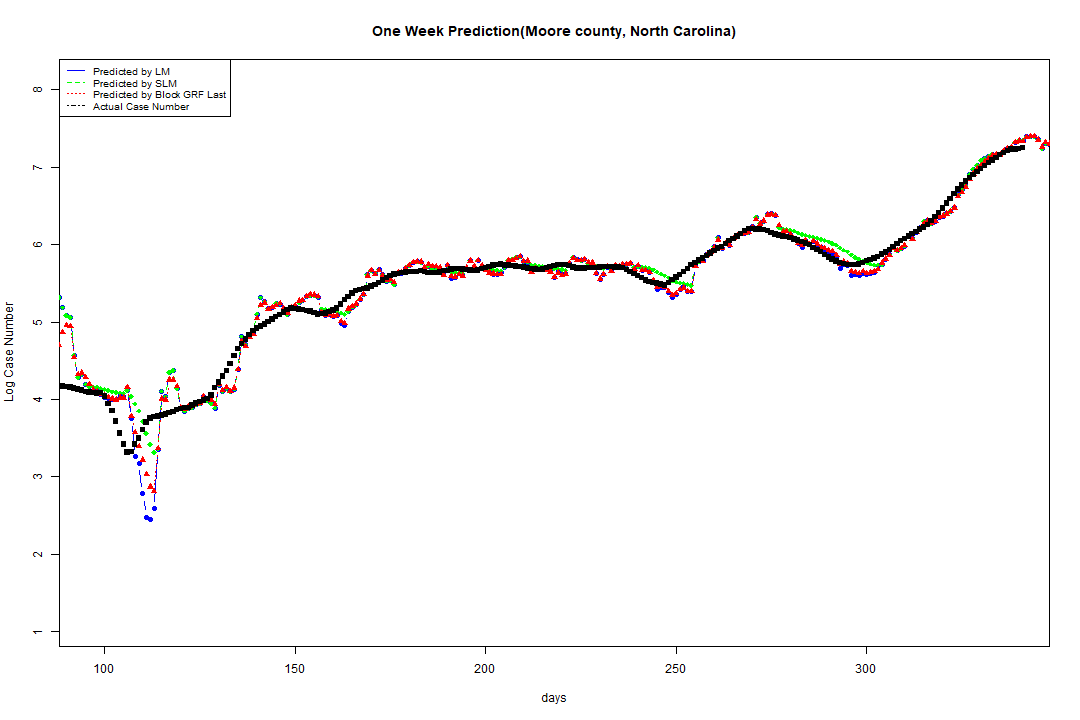 One Week Prediction(Moore county, North Carolina)
Predicted by LM
Predicted by SLM
Predicted by Block GRF Last
Actual Case Number
Log Case Number
8
7
6
5
4
3
2
1
100 150 200 250 300
days